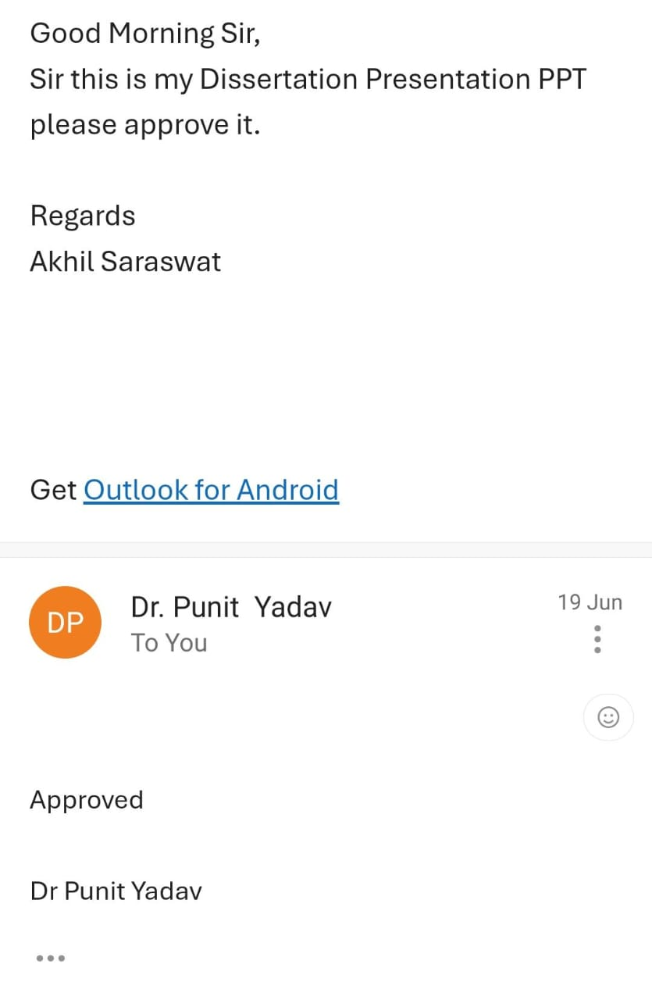 Good Morning Sir,
Sir this is my Dissertation Presentation PPT
please approve it.
Regards
Akhil Saraswat
Get Outlook for Android
DP
Dr. Punit  Yadav
19 Jun
To You
Approved
Dr Punit Yadav